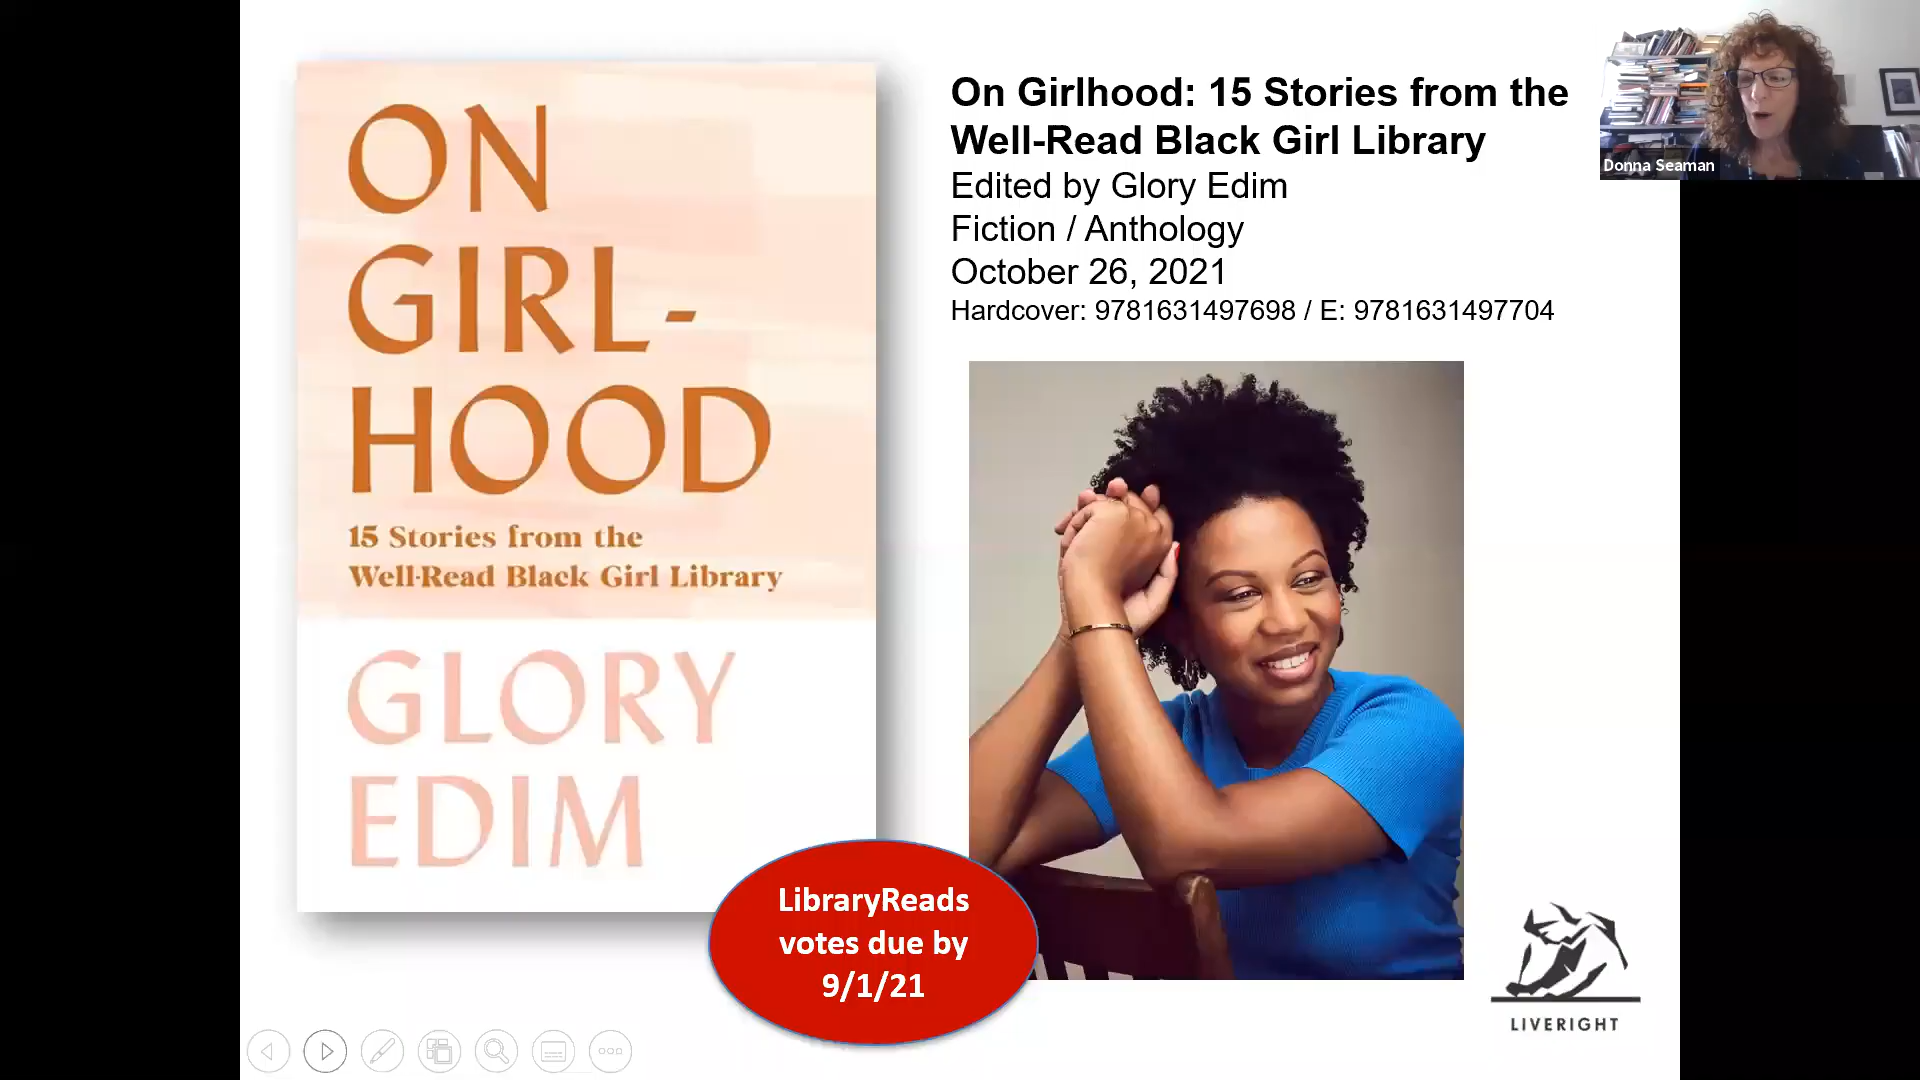 ON
GIRL-
HOOD
15 Stories from the
Well-Read Black Girl Library
GLORY
EDIM
On Girlhood: 15 Stories from the
Well-Read Black Girl Library
Edited by Glory Edim
Fiction / Anthology
October 26, 2021
Hardcover: 9781631497698 / E: 9781631497704
Donna Seaman
LibraryReads
votes due by
9/1/21
LIVERIGHT